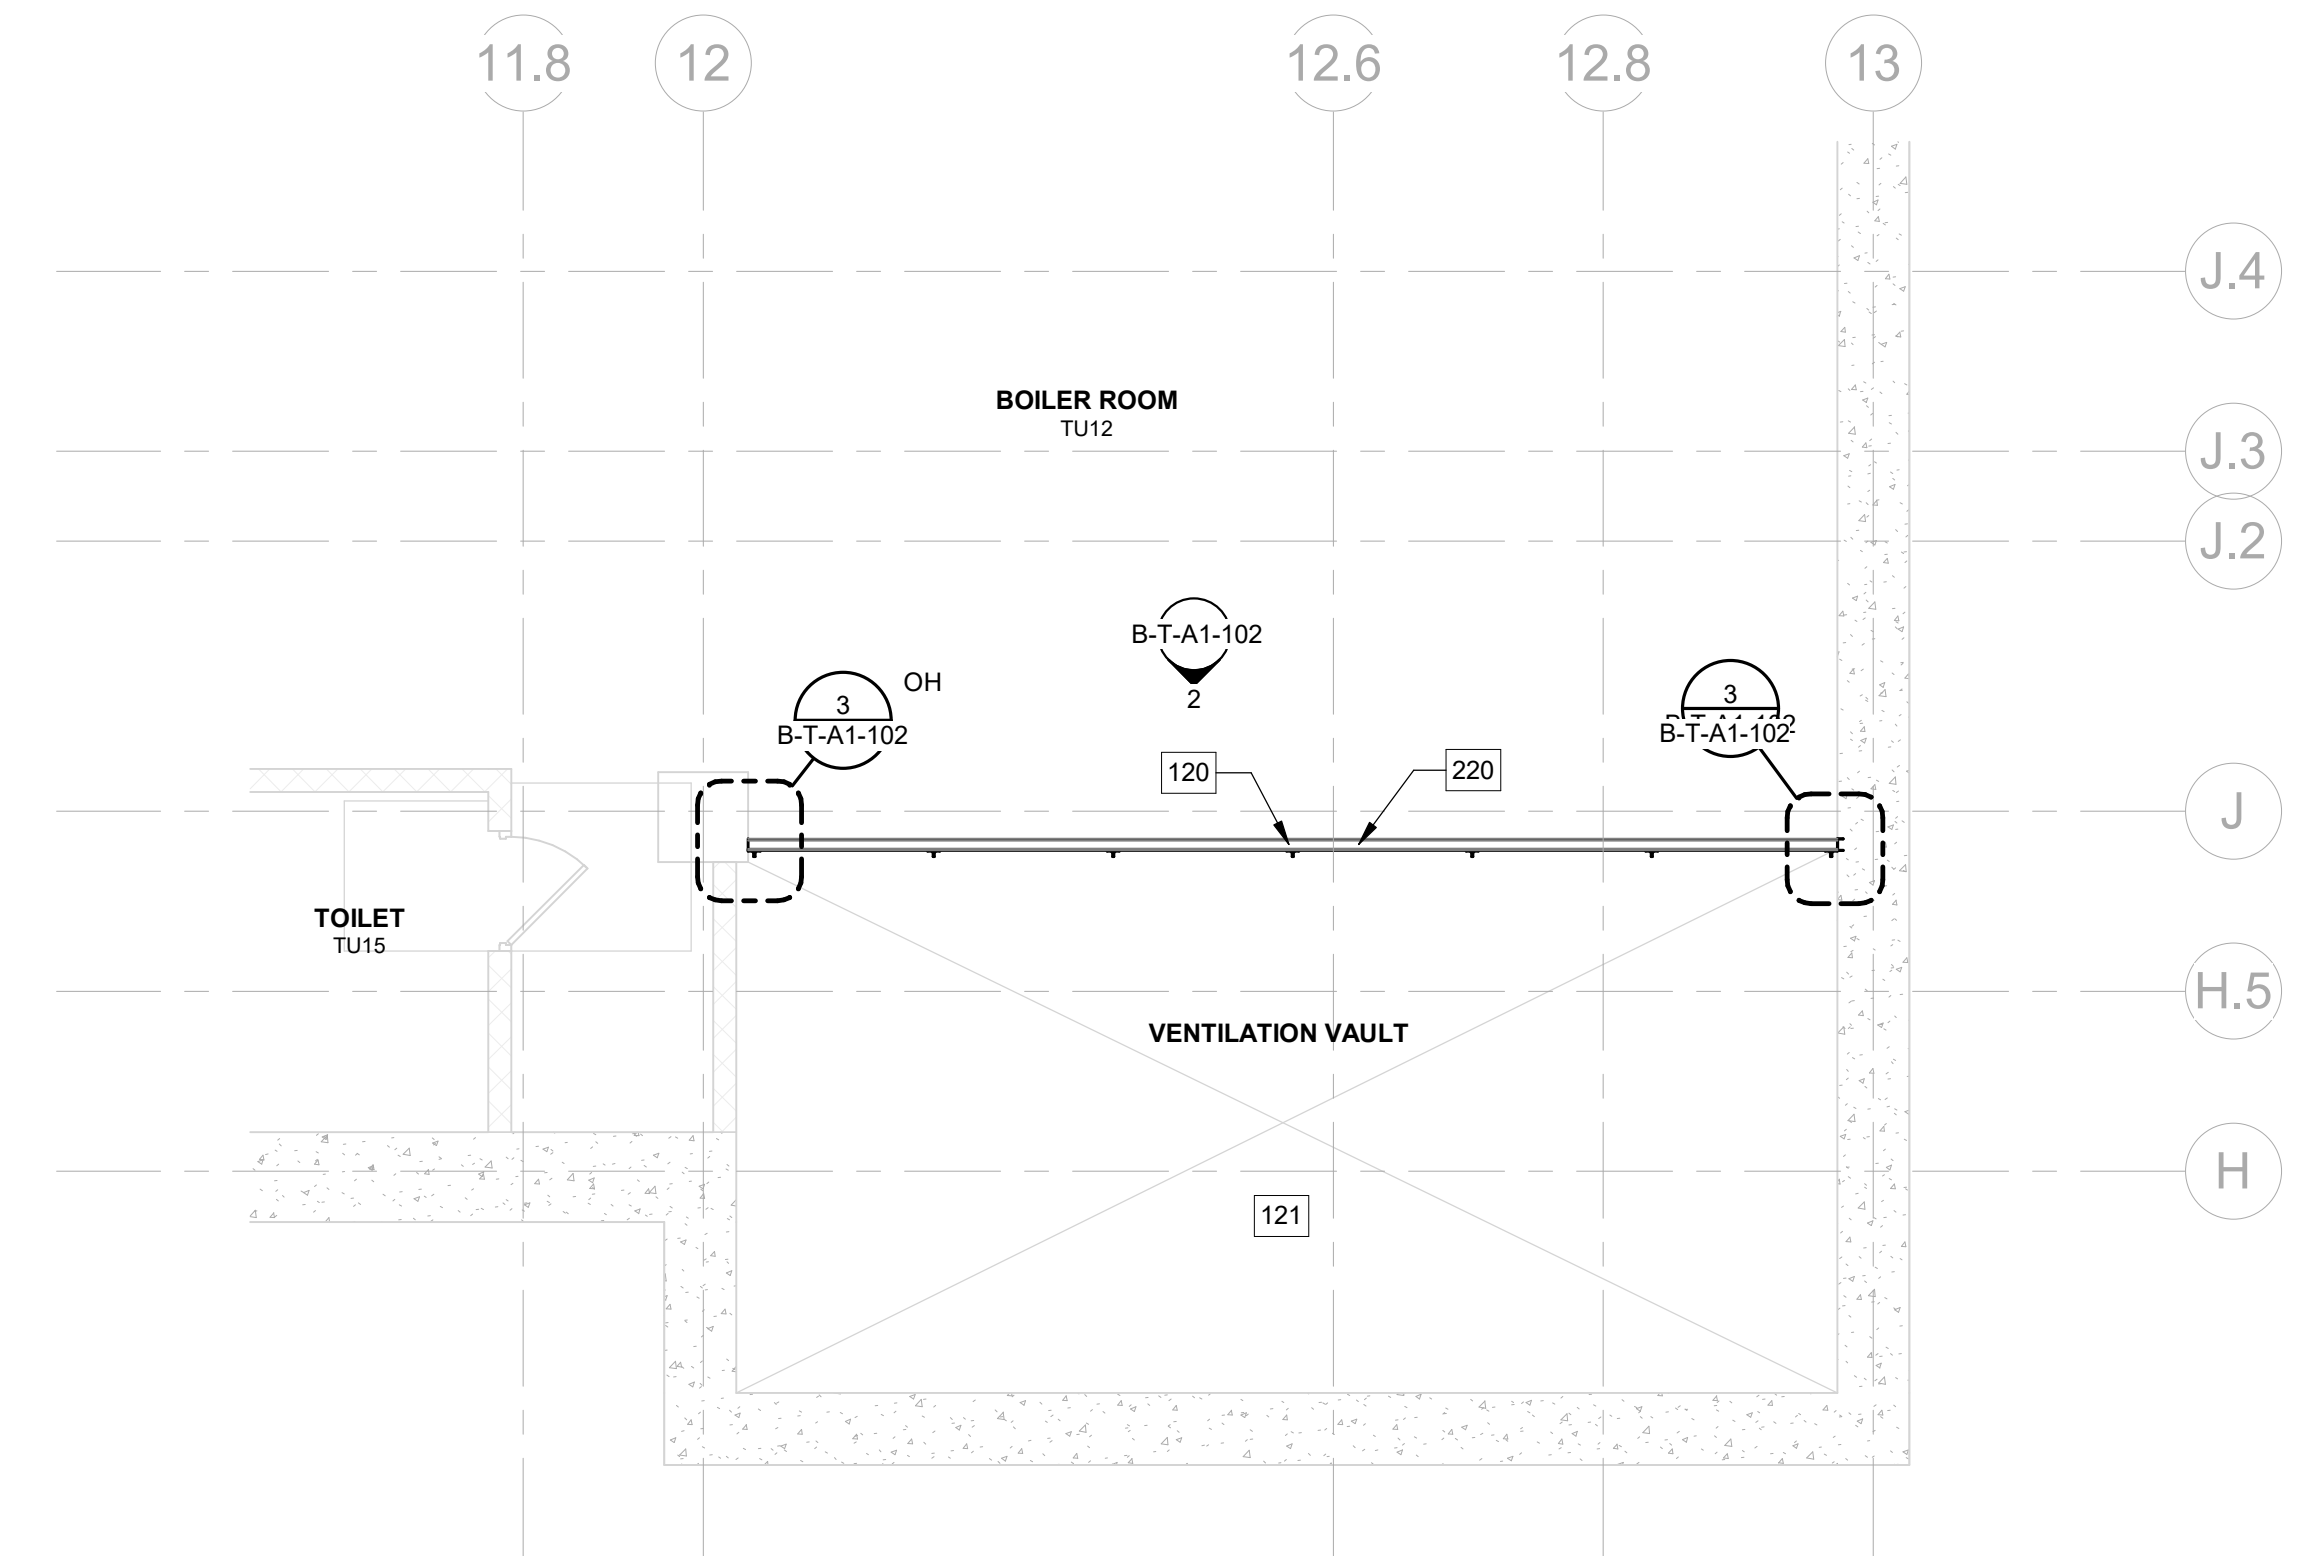 11.8
12
12.6
12.8
13
J.4
BOILER ROOM
TU12
J.3
J.2
B-T-A1-102
2
3
B-T-A1-102
OH
3
B-T-A1-102
120
220
J
TOILET
TU15
H.5
VENTILATION VAULT
H
121